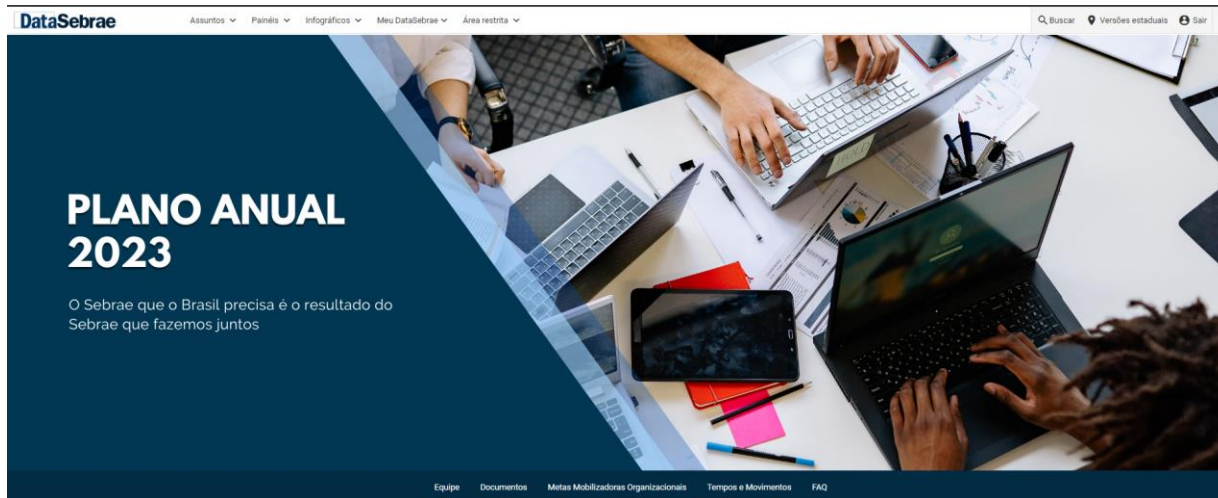 DataSebrae
Assuntos Painéis Infográficos Meu DataSebrae Área restrita Buscar Versões estaduais Sair
PLANO ANUAL
2023
O Sebrae que o Brasil precisa é o resultado do
Sebrae que fazemos juntos
Equipe Documentos Metas Mobilizadoras Organizacionais Tempos e Movimentos FAQ